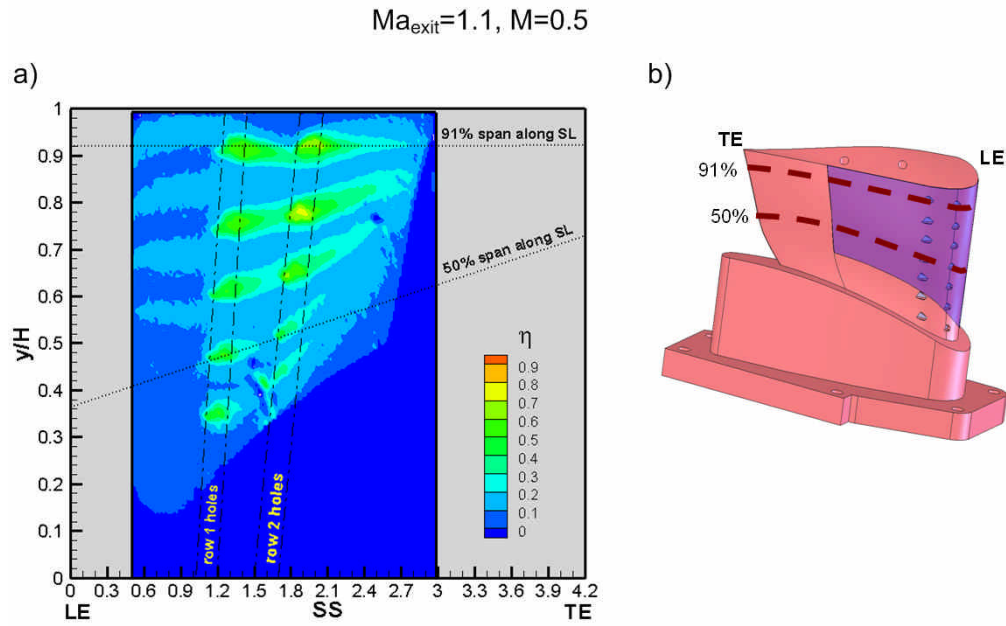 Ma_exit=1.1, M=0.5
a)
b)
1
0.9
0.8
0.7
0.6
0.5
0.4
0.3
0.2
0.1
0
y/H
91% span along SL
50% span along SL
η
0.9
0.8
0.7
0.6
0.5
0.4
0.3
0.2
0.1
0
row 1 holes
row 2 holes
0 0.3 0.6 0.9 1.2 1.5 1.8 2.1 2.4 2.7 3 3.3 3.6 3.9 4.2
LE SS TE
TE
LE
91%
50%